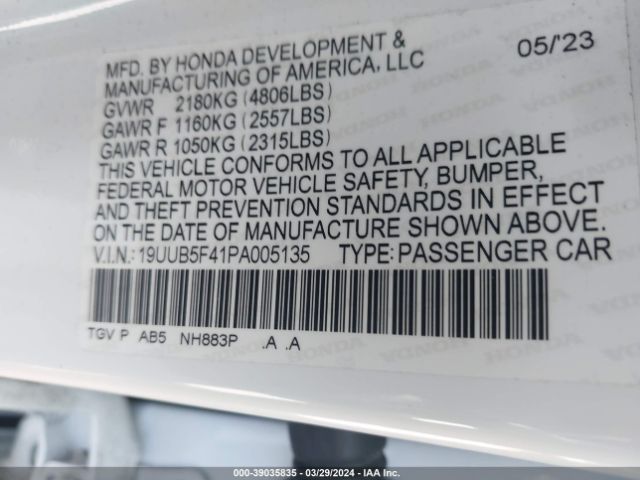 MFD. BY HONDA DEVELOPMENT & 05/'23
MANUFACTURING OF AMERICA, LLC
GVWR 2180KG (4806LBS)
GAWR F 1160KG (2557LBS)
GAWR R 1050KG (2315LBS)
THIS VEHICLE CONFORMS TO ALL APPLICABLE
FEDERAL MOTOR VEHICLE SAFETY, BUMPER,
AND THEFT PREVENTION STANDARDS IN EFFECT
ON THE DATE OF MANUFACTURE SHOWN ABOVE.
V.I.N.: 19UUB5F41PA005135 TYPE: PASSENGER CAR
TGV P AB5 NH883P .A .A
000-39035835 - 03/29/2024 - IAA Inc.